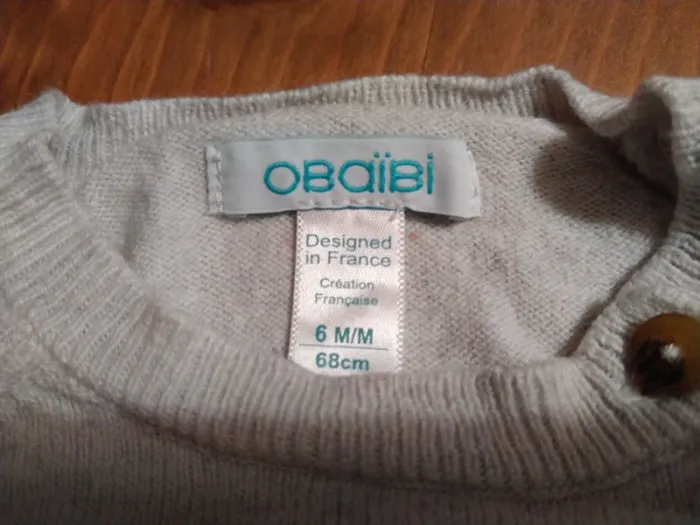 OBaïBi
Designed
in France
Création
Française
6 M/M
68cm